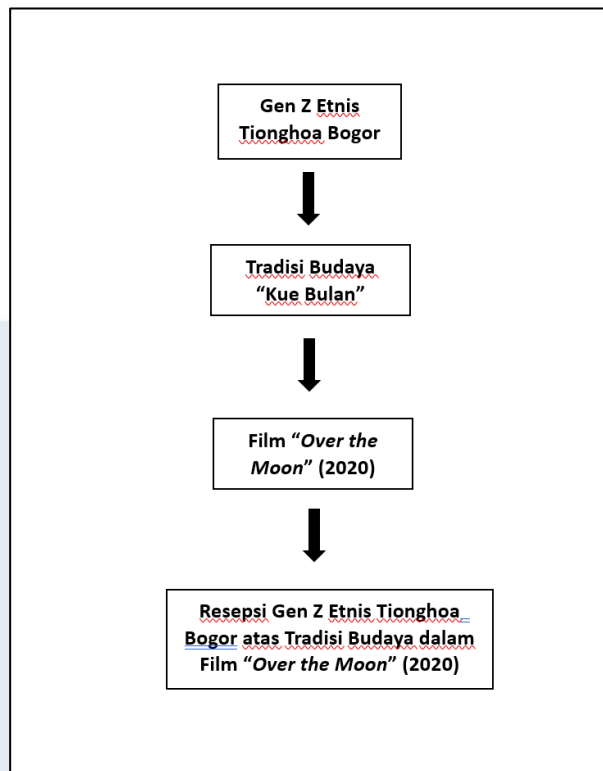 Gen Z Etnis
Tionghoa Bogor
Tradisi Budaya
“Kue Bulan”
Film “Over the
Moon” (2020)
Resepsi Gen Z Etnis Tionghoa
Bogor atas Tradisi Budaya dalam
Film “Over the Moon” (2020)